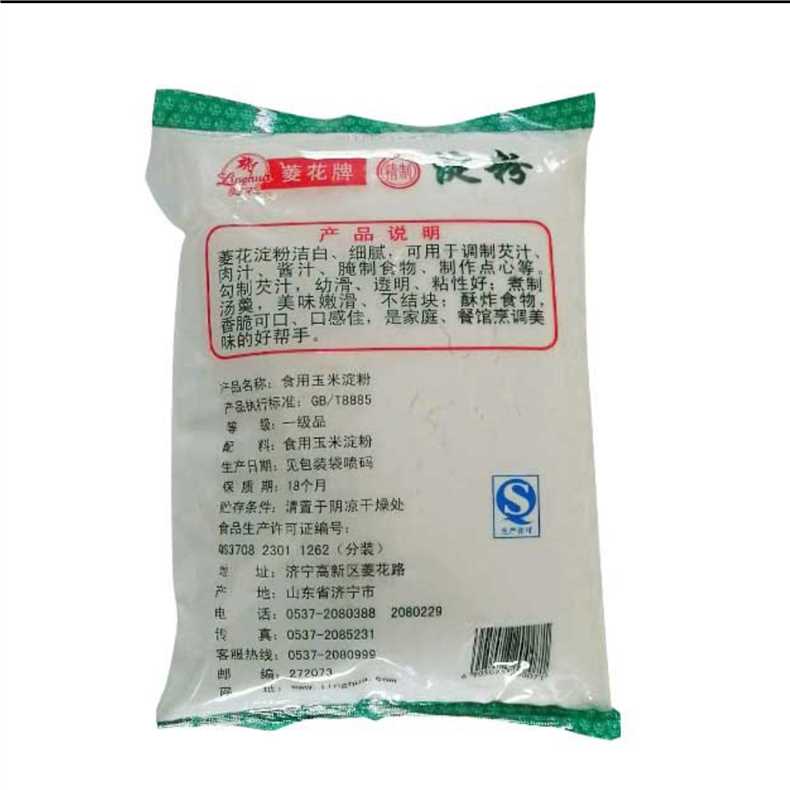 Linghua
菱花牌
精制
淀粉
产品说明
菱花淀粉洁白、细腻，可用于调制芡汁、
肉汁、酱汁、腌制食物、制作点心等。
勾制芡汁，幼滑、透明、粘性好；煮制
汤羹，美味嫩滑、不结块；酥炸食物，
香脆可口、口感佳，是家庭、餐馆烹调美
味的好帮手。
产品名称：食用玉米淀粉
产品执行标准：GB/T8885
等 级：一级品
配 料：食用玉米淀粉
生产日期：见包装袋喷码
保 质 期：18个月
贮存条件：请置于阴凉干燥处
食品生产许可证编号：
QS3708 2301 1262（分装）
地 址：济宁高新区菱花路
产 地：山东省济宁市
电 话：0537-2080388 2080229
传 真：0537-2085231
客服热线：0537-2080999
邮 编：272073
网 址：www.linghua.com
QS
生产许可